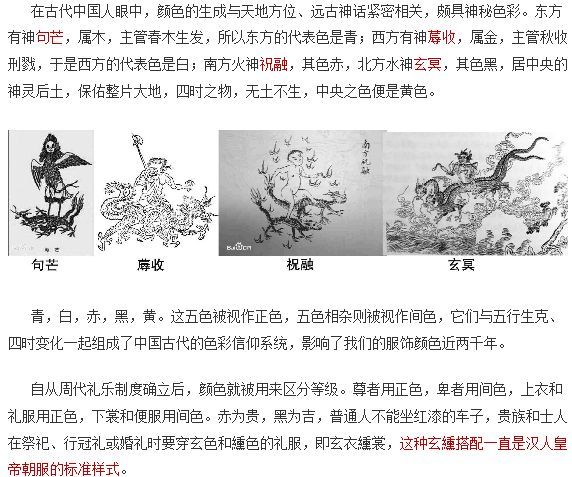 在古代中国人眼中，颜色的生成与天地方位、远古神话紧密相关，颇具神秘色彩。东方
有神句芒，属木，主管春木生发，所以东方的代表色是青；西方有神蓐收，属金，主管秋收
刑戮，于是西方的代表色是白；南方火神祝融，其色赤，北方水神玄冥，其色黑，居中央的
神灵后土，保佑整片大地，四时之物，无土不生，中央之色便是黄色。
南方祝融
Bai百科
句芒
蓐收
祝融
玄冥
青，白，赤，黑，黄。这五色被视作正色，五色相杂则被视作间色，它们与五行生克、
四时变化一起组成了中国古代的色彩信仰系统，影响了我们的服饰颜色近两千年。
自从周代礼乐制度确立后，颜色就被用来区分等级。尊者用正色，卑者用间色，上衣和
礼服用正色，下裳和便服用间色。赤为贵，黑为吉，普通人不能坐红漆的车子，贵族和士人
在祭祀、行冠礼或婚礼时要穿玄色和纁色的礼服，即玄衣纁裳，这种玄纁搭配一直是汉人皇
帝朝服的标准样式。